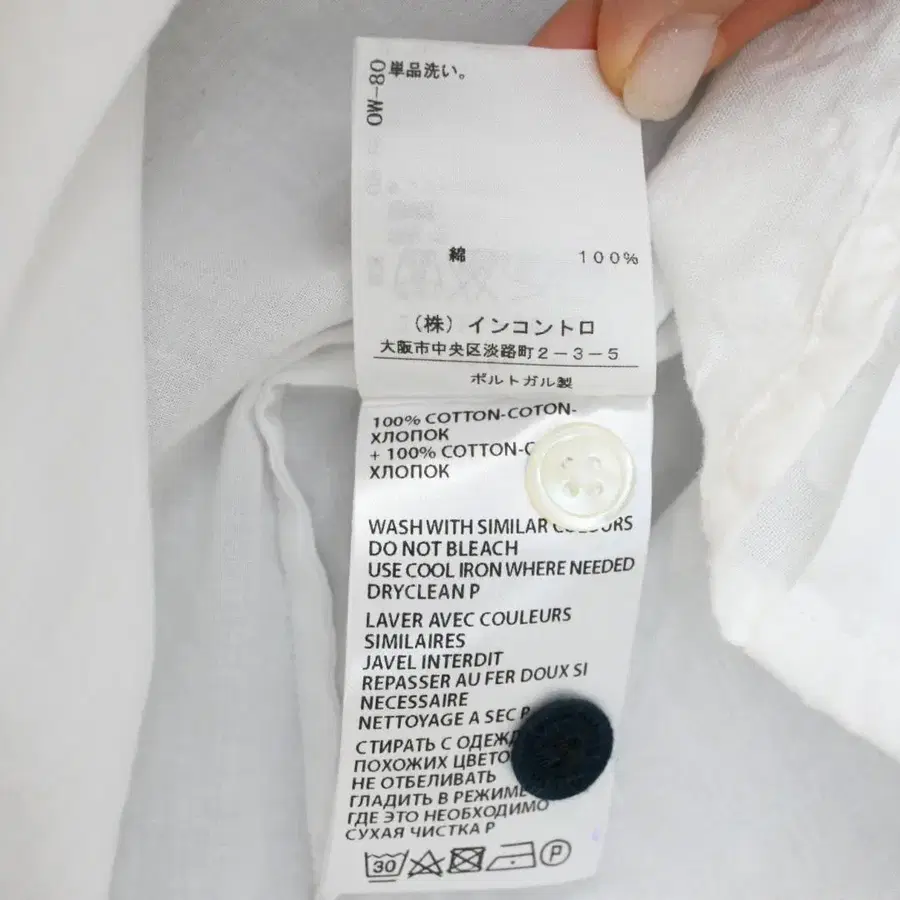 単品洗い。
OW-80
綿 100%
(株)インコントロ
大阪市中央区淡路町2-3-5
ポルトガル製
100% COTTON-COTON-
ХЛОПОК
+ 100% COTTON-C
ХЛОПОК
WASH WITH SIMILAR COLOURS
DO NOT BLEACH
USE COOL IRON WHERE NEEDED
DRYCLEAN P
LAVER AVEC COULEURS
SIMILAIRES
JAVEL INTERDIT
REPASSER AU FER DOUX SI
NECESSAIRE
NETTOYAGE A SEC P
СТИРАТЬ С ОДЕЖД
ПОХОЖИХ ЦВЕТО
НЕ ОТБЕЛИВАТЬ
ГЛАДИТЬ В РЕЖИМЕ
ГДЕ ЭТО НЕОБХОДИМО
СУХАЯ ЧИСТКА P
30 P